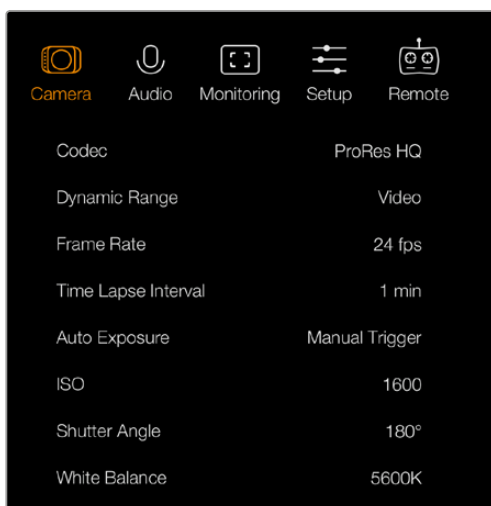 Camera Audio Monitoring Setup Remote
Codec ProRes HQ
Dynamic Range Video
Frame Rate 24 fps
Time Lapse Interval 1 min
Auto Exposure Manual Trigger
ISO 1600
Shutter Angle 180°
White Balance 5600K